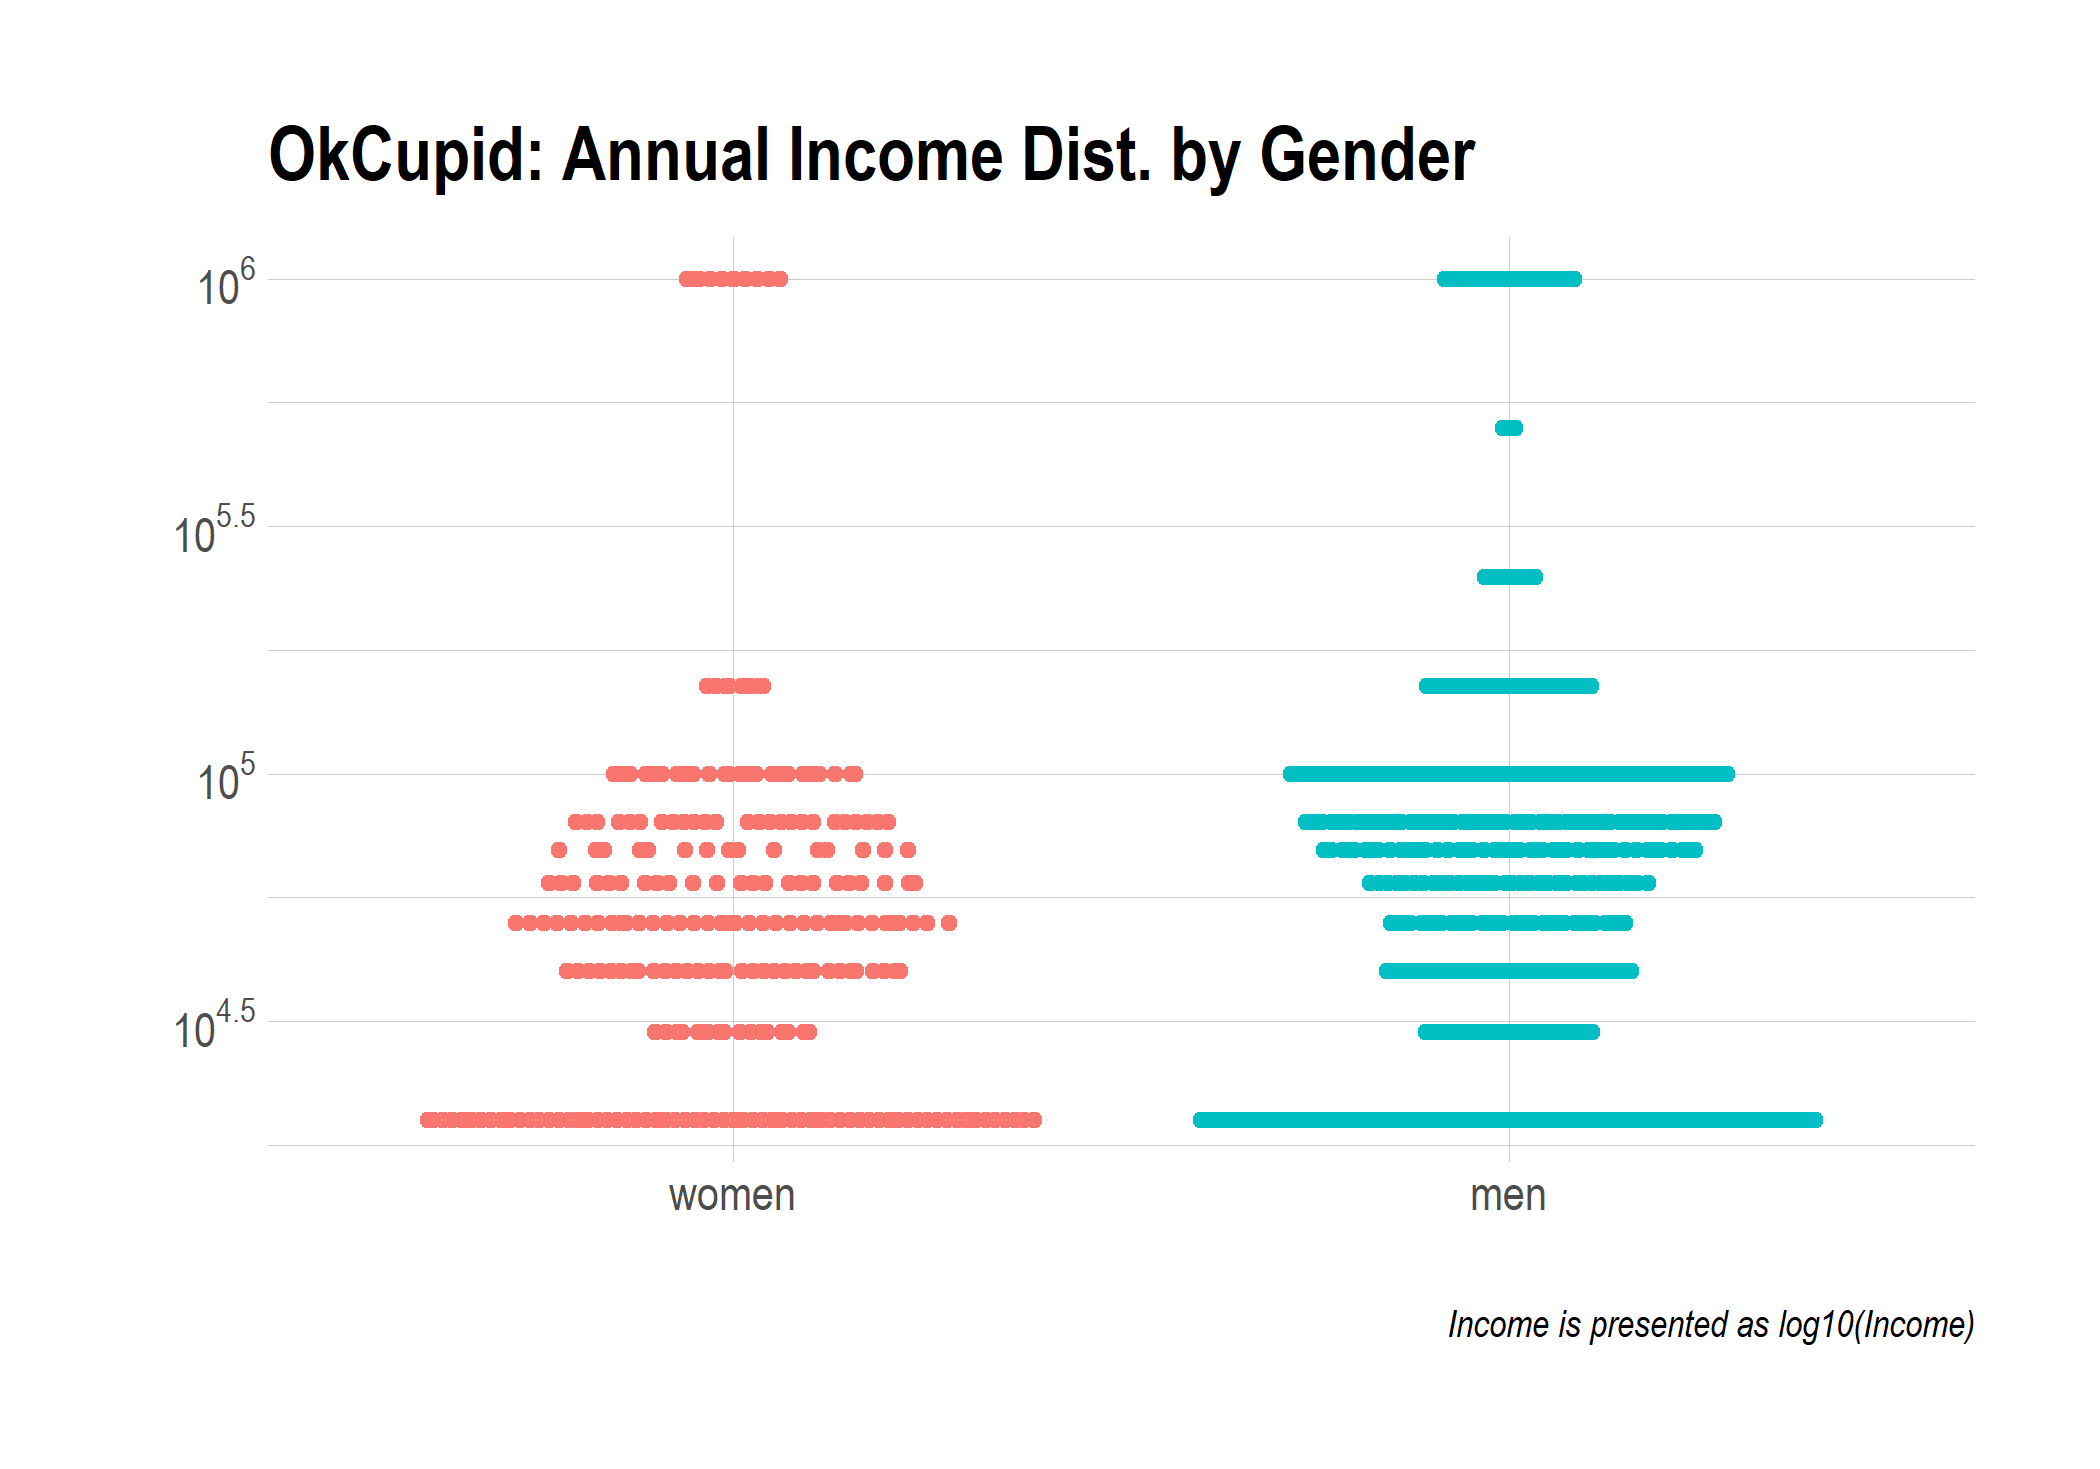 OkCupid: Annual Income Dist. by Gender
10^6
10^5.5
10^5
10^4.5
women men
Income is presented as log10(Income)